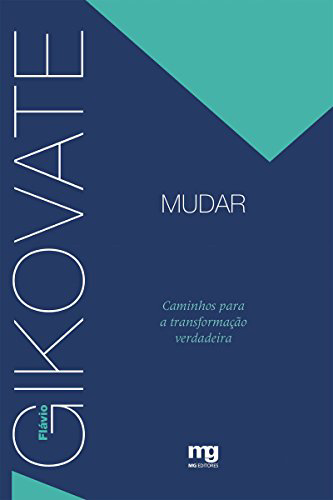 Flávio
GIKOVATE
MUDAR
Caminhos para
a transformação
verdadeira
mg
MG EDITORES